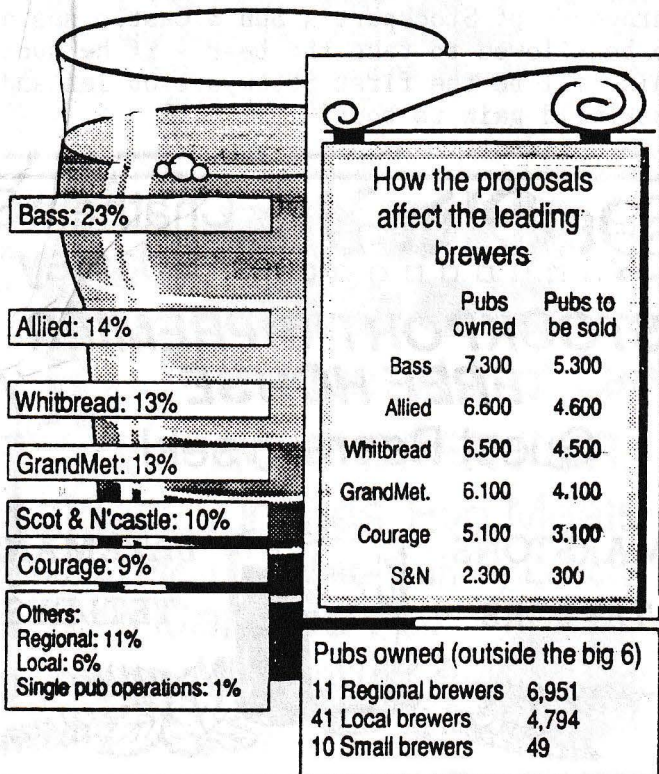 Bass: 23%
Allied: 14%
Whitbread: 13%
GrandMet: 13%
Scot & N'castle: 10%
Courage: 9%
Others:
Regional: 11%
Local: 6%
Single pub operations: 1%
How the proposals
affect the leading
brewers
Pubs owned Pubs to be sold
Bass 7.300 5.300
Allied 6.600 4.600
Whitbread 6.500 4.500
GrandMet. 6.100 4.100
Courage 5.100 3.100
S&N 2.300 300
Pubs owned (outside the big 6)
11 Regional brewers 6,951
41 Local brewers 4,794
10 Small brewers 49